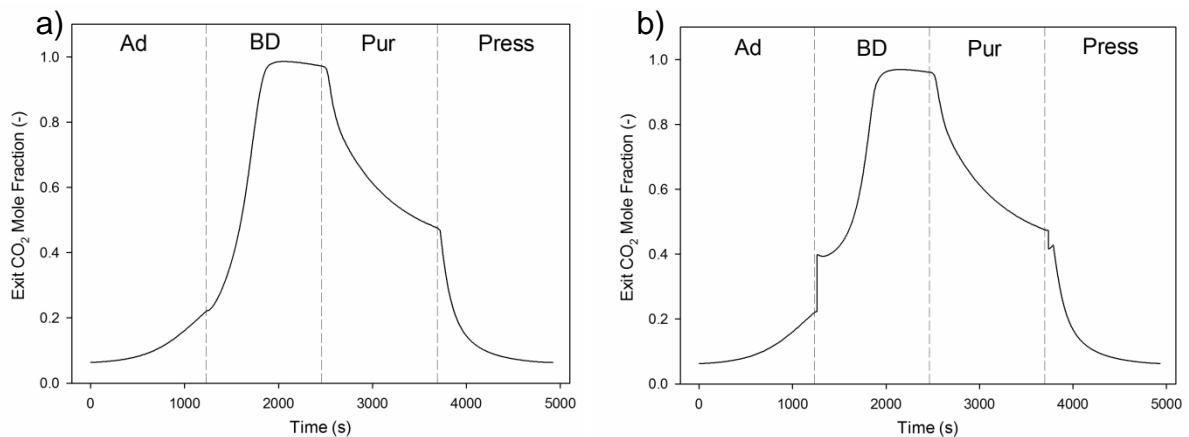 a)
Ad BD Pur Press
Exit CO₂ Mole Fraction (-)
1.0
0.8
0.6
0.4
0.2
0.0
0 1000 2000 3000 4000 5000
Time (s)
b)
Ad BD Pur Press
Exit CO₂ Mole Fraction (-)
1.0
0.8
0.6
0.4
0.2
0.0
0 1000 2000 3000 4000 5000
Time (s)